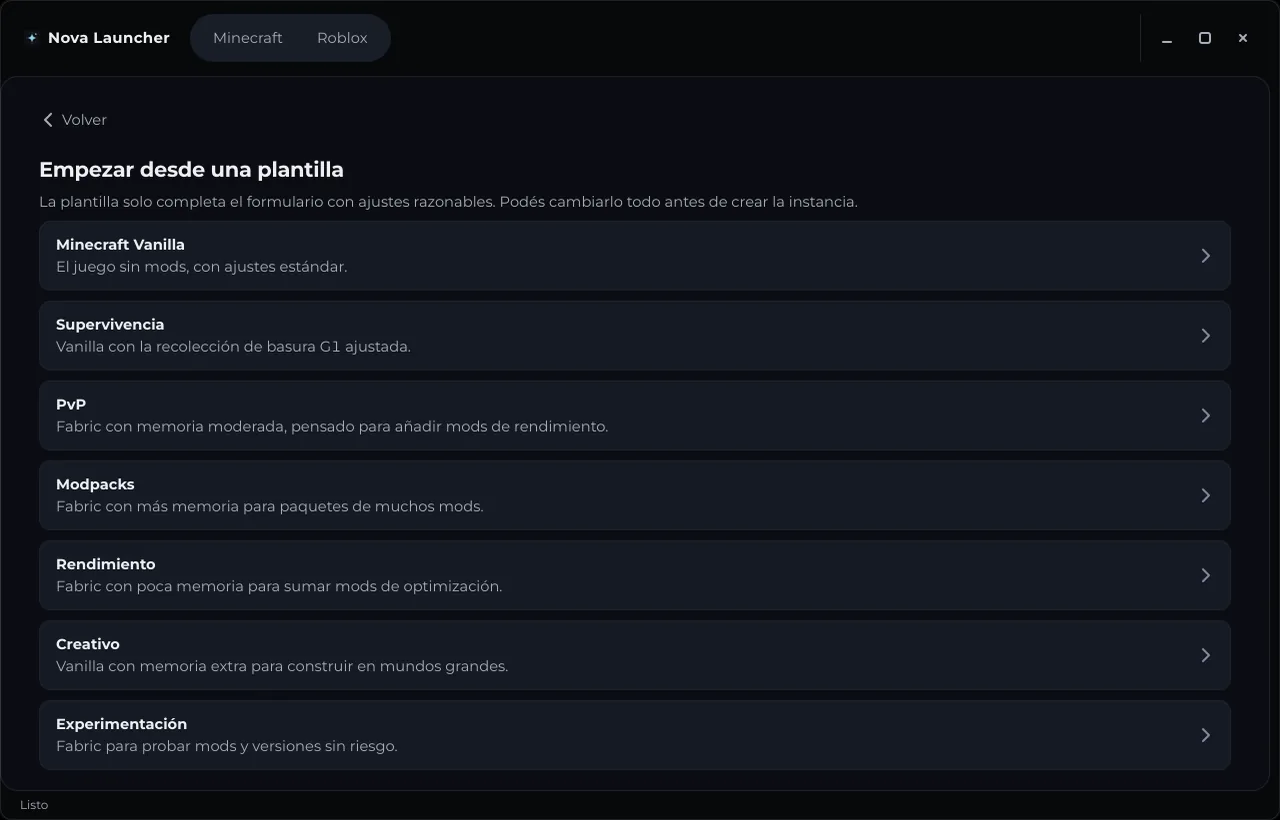 Nova Launcher
Minecraft
Roblox
Volver
Empezar desde una plantilla
La plantilla solo completa el formulario con ajustes razonables. Podés cambiarlo todo antes de crear la instancia.
Minecraft Vanilla
El juego sin mods, con ajustes estándar.
Supervivencia
Vanilla con la recolección de basura G1 ajustada.
PvP
Fabric con memoria moderada, pensado para añadir mods de rendimiento.
Modpacks
Fabric con más memoria para paquetes de muchos mods.
Rendimiento
Fabric con poca memoria para sumar mods de optimización.
Creativo
Vanilla con memoria extra para construir en mundos grandes.
Experimentación
Fabric para probar mods y versiones sin riesgo.
Listo